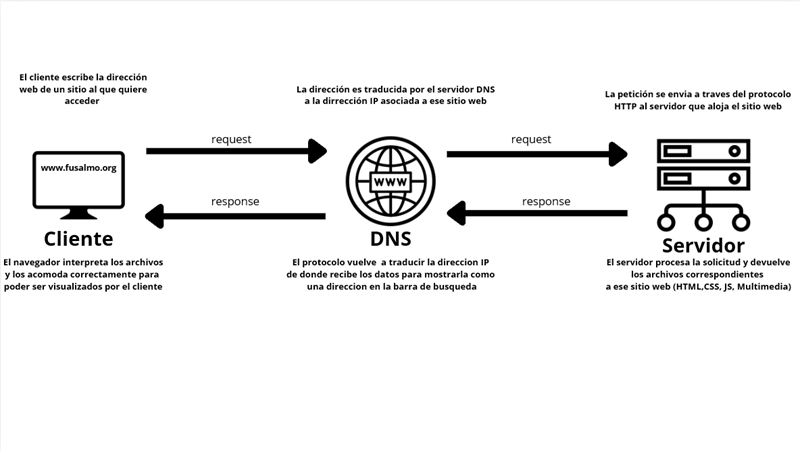 El cliente escribe la dirección
web de un sitio al que quiere
acceder
La dirección es traducida por el servidor DNS
a la dirrección IP asociada a ese sitio web
La petición se envia a traves del protocolo
HTTP al servidor que aloja el sitio web
request
request
www.fusalmo.org
WWW
response
response
Cliente
DNS
Servidor
El navegador interpreta los archivos
y los acomoda correctamente para
poder ser visualizados por el cliente
El protocolo vuelve a traducir la direccion IP
de donde recibe los datos para mostrarla como
una direccion en la barra de busqueda
El servidor procesa la solicitud y devuelve
los archivos correspondientes
a ese sitio web (HTML,CSS, JS, Multimedia)